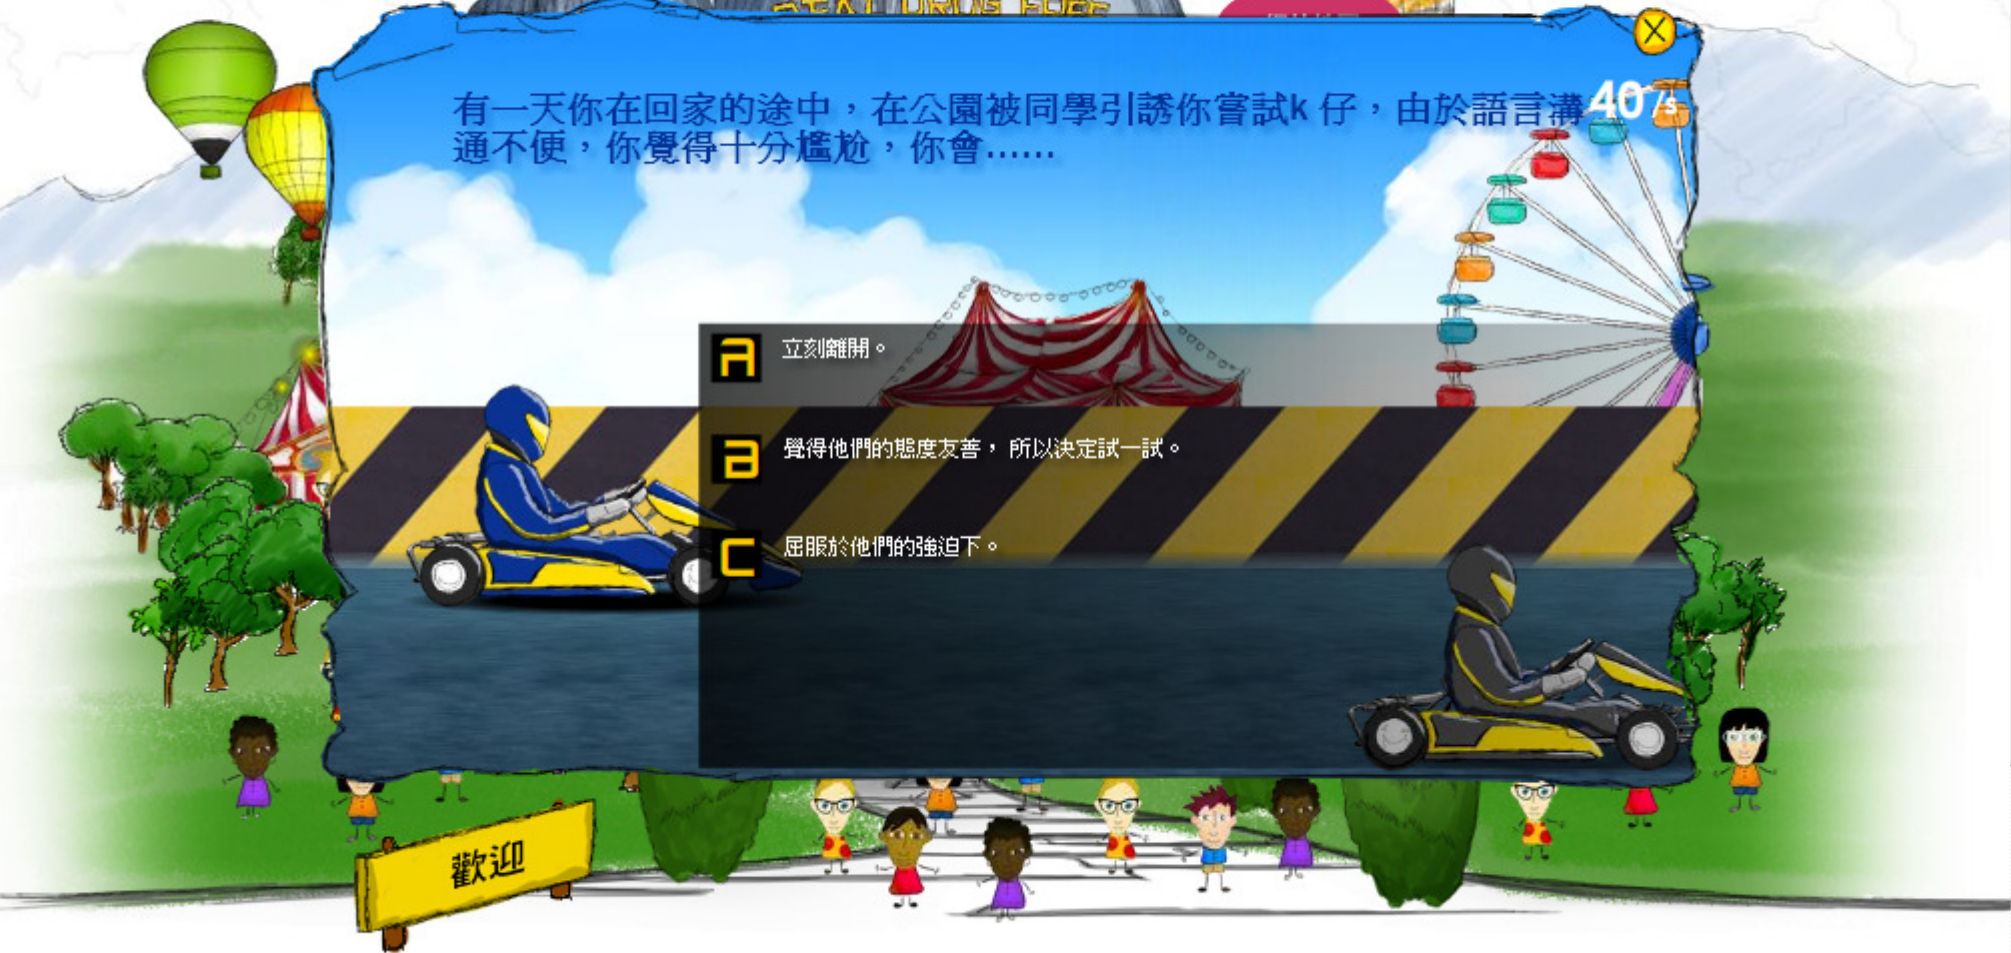 有一天你在回家的途中，在公園被同學引誘你嘗試k 仔，由於語言溝
通不便，你覺得十分尷尬，你會......
40/s
A 立刻離開。
B 覺得他們的態度友善， 所以決定試一試。
C 屈服於他們的強迫下。
歡迎